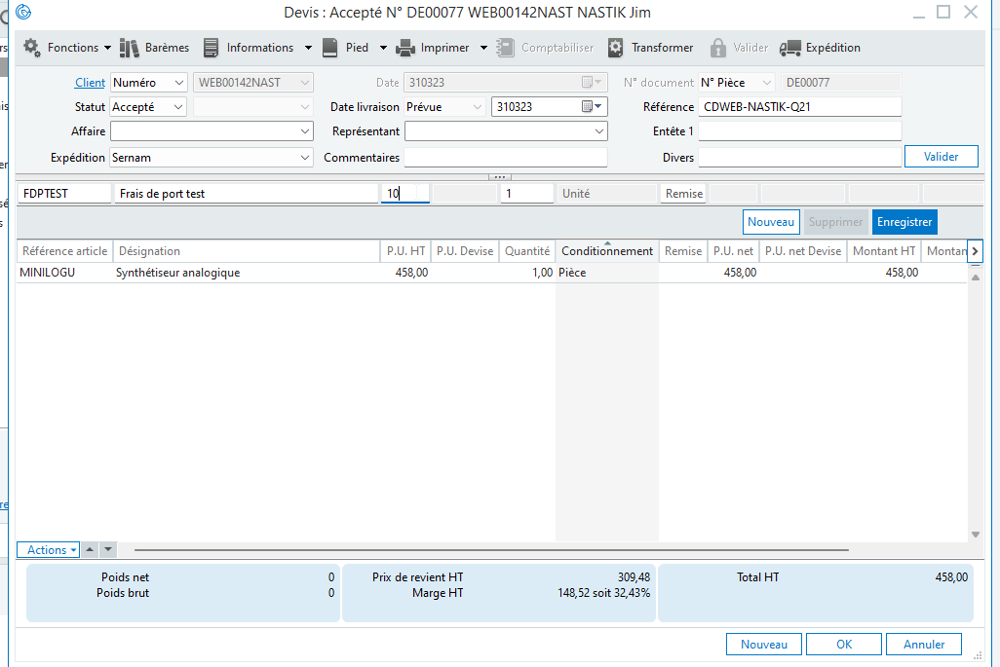 Devis : Accepté N° DE00077 WEB00142NAST NASTIK Jim
Fonctions Barèmes Informations Pied Imprimer Comptabiliser Transformer Valider Expédition
Client Numéro WEB00142NAST Date 310323 N° document N° Pièce DE00077
Statut Accepté Date livraison Prévue 310323 Référence CDWEB-NASTIK-Q21
Affaire Représentant Entête 1
Expédition Sernam Commentaires Divers Valider
FDPTEST Frais de port test 10 1 Unité Remise
Nouveau Supprimer Enregistrer
Référence article Désignation P.U. HT P.U. Devise Quantité Conditionnement Remise P.U. net P.U. net Devise Montant HT Montan
MINILOGU Synthétiseur analogique 458,00 1,00 Pièce 458,00 458,00
Actions
Poids net 0 Prix de revient HT 309,48 Total HT 458,00
Poids brut 0 Marge HT 148,52 soit 32,43%
Nouveau OK Annuler